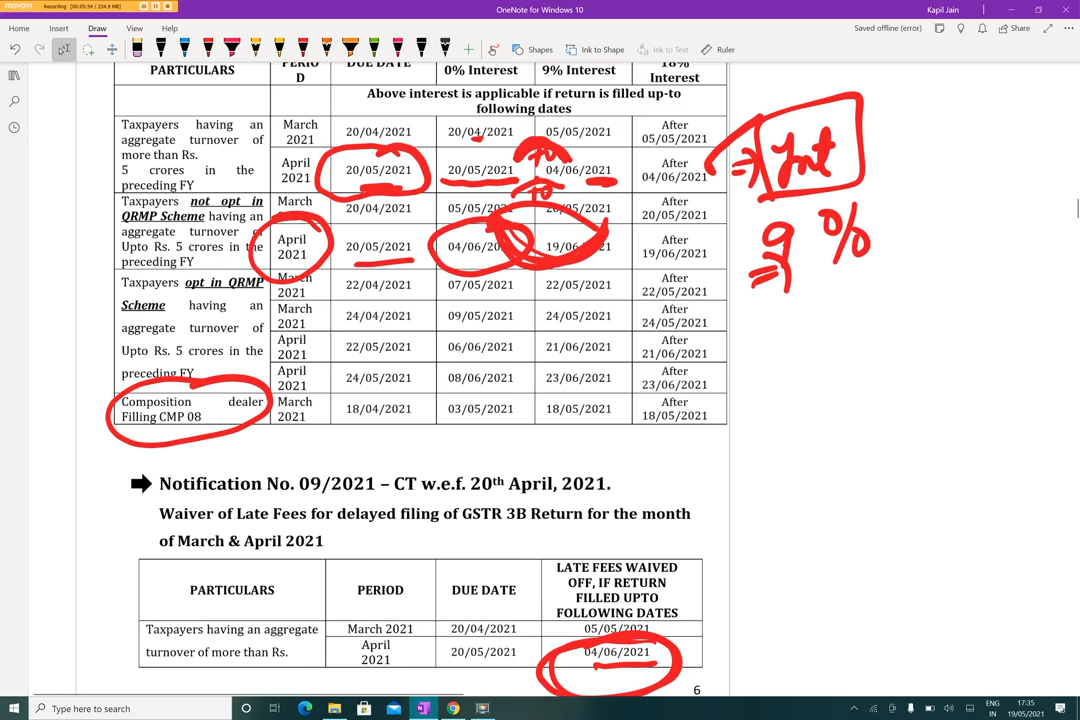 mavavi Recording [00:05:54 / 234.9 MB]
OneNote for Windows 10
Kapil Jain
Home Insert Draw View Help
Saved offline (error)
Share
Shapes Ink to Shape Ink to Text Ruler
PARTICULARS PERIO D DUE DATE 0% Interest 9% Interest 18% Interest
Above interest is applicable if return is filled up-to
following dates
Taxpayers having an aggregate turnover of more than Rs. 5 crores in the preceding FY
March 2021 20/04/2021 20/04/2021 05/05/2021 After 05/05/2021
April 2021 20/05/2021 20/05/2021 04/06/2021 After 04/06/2021
Taxpayers not opt in QRMP Scheme having an aggregate turnover of Upto Rs. 5 crores in the preceding FY
March 20/04/2021 05/05/2021 20/05/2021 After 20/05/2021
April 2021 20/05/2021 04/06/20 19/06/2021 After 19/06/2021
Taxpayers opt in QRMP Scheme having an aggregate turnover of Upto Rs. 5 crores in the preceding FY
March 2021 22/04/2021 07/05/2021 22/05/2021 After 22/05/2021
March 2021 24/04/2021 09/05/2021 24/05/2021 After 24/05/2021
April 2021 22/05/2021 06/06/2021 21/06/2021 After 21/06/2021
April 2021 24/05/2021 08/06/2021 23/06/2021 After 23/06/2021
Composition dealer Filling CMP 08
March 2021 18/04/2021 03/05/2021 18/05/2021 After 18/05/2021
Int
9 %
Notification No. 09/2021 – CT w.e.f. 20th April, 2021.
Waiver of Late Fees for delayed filing of GSTR 3B Return for the month
of March & April 2021
PARTICULARS PERIOD DUE DATE LATE FEES WAIVED OFF, IF RETURN FILLED UPTO FOLLOWING DATES
Taxpayers having an aggregate turnover of more than Rs.
March 2021 20/04/2021 05/05/2021
April 2021 20/05/2021 04/06/2021
6
Type here to search
ENG IN
17:35
19/05/2021